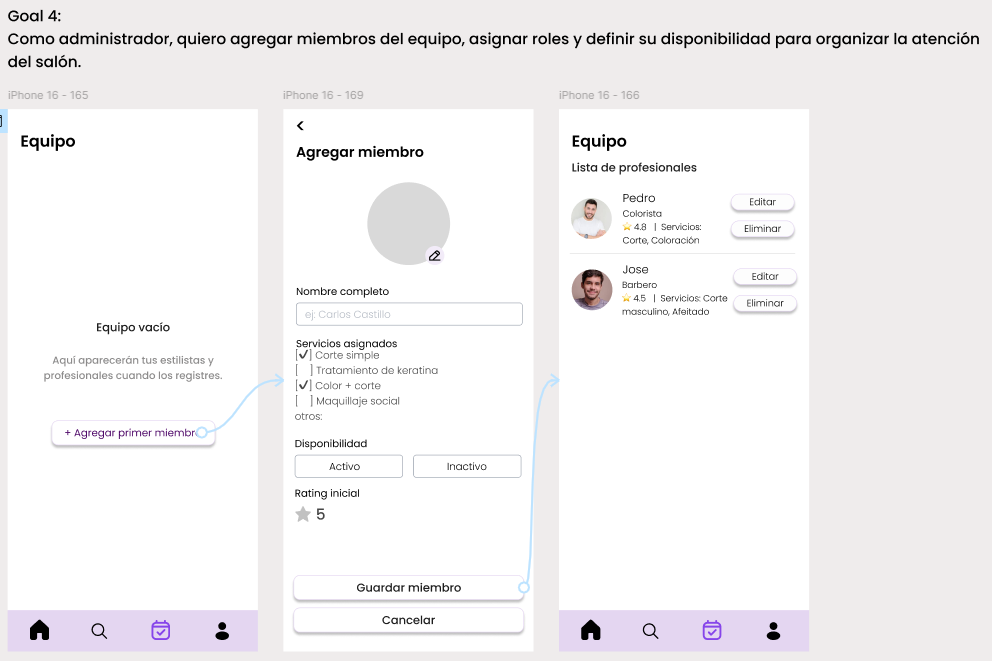 Goal 4:
Como administrador, quiero agregar miembros del equipo, asignar roles y definir su disponibilidad para organizar la atención
del salón.
iPhone 16 - 165
Equipo
Equipo vacío
Aquí aparecerán tus estilistas y
profesionales cuando los registres.
+ Agregar primer miembro
iPhone 16 - 169
Agregar miembro
Nombre completo
ej: Carlos Castillo
Servicios asignados
[✓] Corte simple
[ ] Tratamiento de keratina
[✓] Color + corte
[ ] Maquillaje social
otros:
Disponibilidad
Activo
Inactivo
Rating inicial
5
Guardar miembro
Cancelar
iPhone 16 - 166
Equipo
Lista de profesionales
Pedro
Colorista
⭐ 4.8 | Servicios:
Corte, Coloración
Editar
Eliminar
Jose
Barbero
⭐ 4.5 | Servicios: Corte
masculino, Afeitado
Editar
Eliminar